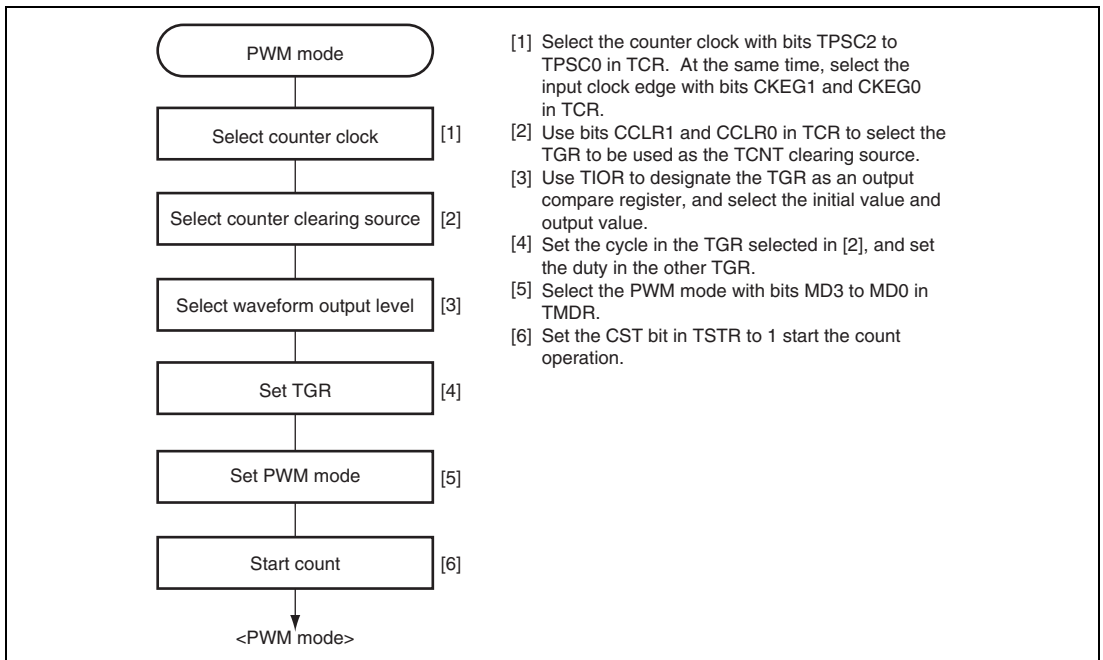 PWM mode
Select counter clock [1]
Select counter clearing source [2]
Select waveform output level [3]
Set TGR [4]
Set PWM mode [5]
Start count [6]
<PWM mode>
[1] Select the counter clock with bits TPSC2 to
TPSC0 in TCR. At the same time, select the
input clock edge with bits CKEG1 and CKEG0
in TCR.
[2] Use bits CCLR1 and CCLR0 in TCR to select the
TGR to be used as the TCNT clearing source.
[3] Use TIOR to designate the TGR as an output
compare register, and select the initial value and
output value.
[4] Set the cycle in the TGR selected in [2], and set
the duty in the other TGR.
[5] Select the PWM mode with bits MD3 to MD0 in
TMDR.
[6] Set the CST bit in TSTR to 1 start the count
operation.